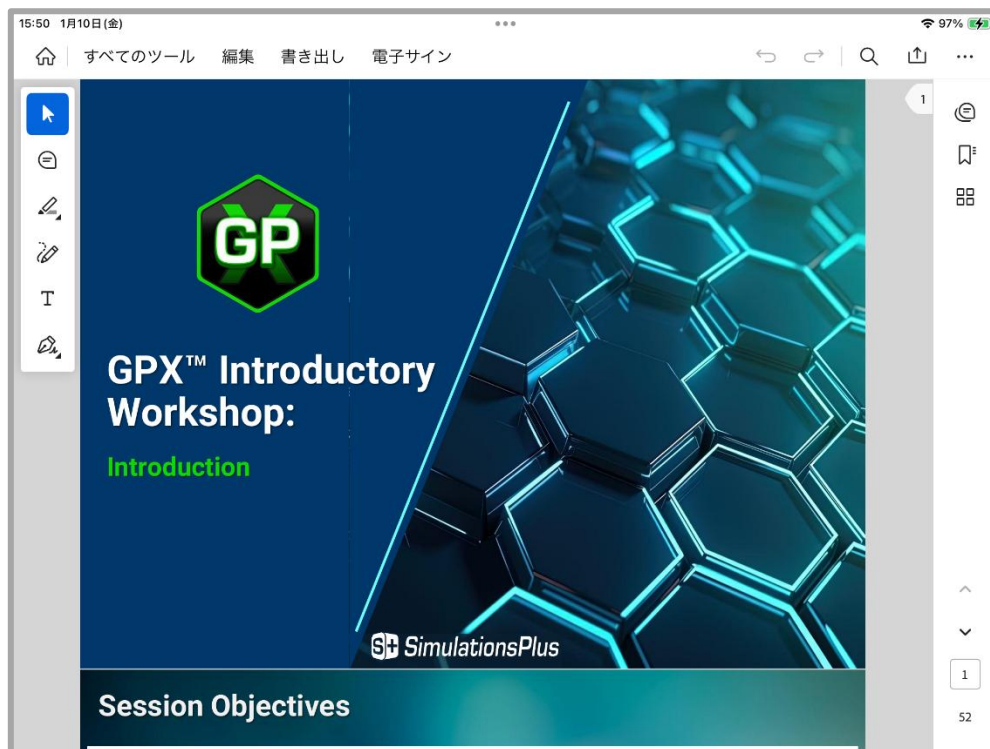 15:50 1月10日(金)
97%
すべてのツール 編集 書き出し 電子サイン
1
T
GP
X
GPX™ Introductory
Workshop:
Introduction
S+ SimulationsPlus
Session Objectives
1
52